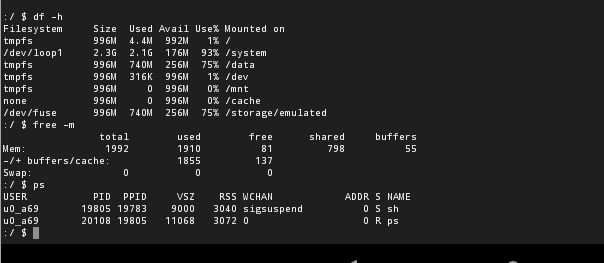 :/ $ df -h
Filesystem Size Used Avail Use% Mounted on
tmpfs 996M 4.4M 992M 1% /
/dev/loop1 2.3G 2.1G 176M 93% /system
tmpfs 996M 740M 256M 75% /data
tmpfs 996M 316K 996M 1% /dev
tmpfs 996M 0 996M 0% /mnt
none 996M 0 996M 0% /cache
/dev/fuse 996M 740M 256M 75% /storage/emulated
:/ $ free -m
total used free shared buffers
Mem: 1992 1910 81 798 55
-/+ buffers/cache: 1855 137
Swap: 0 0 0
:/ $ ps
USER PID PPID VSZ RSS WCHAN ADDR S NAME
u0_a69 19805 19783 9000 3040 sigsuspend 0 S sh
u0_a69 20108 19805 11068 3072 0 0 R ps
:/ $